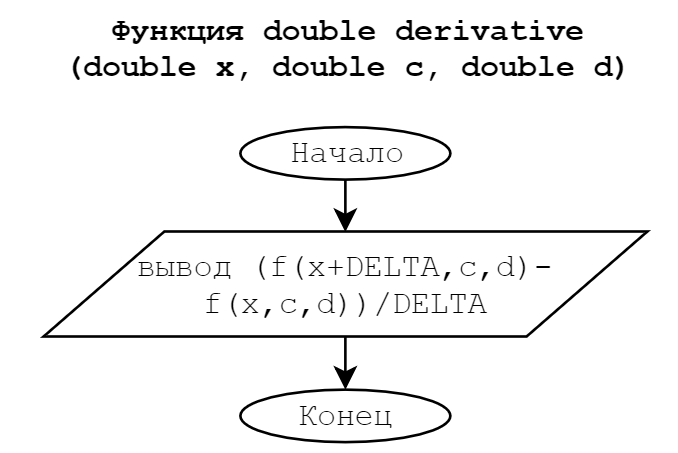 Функция double derivative
(double x, double c, double d)
Начало
вывод (f(x+DELTA,c,d)-
f(x,c,d))/DELTA
Конец